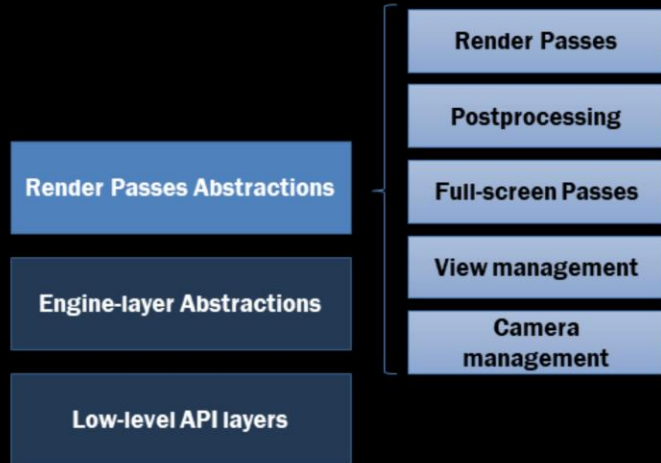 Render Passes Abstractions
Engine-layer Abstractions
Low-level API layers
Render Passes
Postprocessing
Full-screen Passes
View management
Camera
management